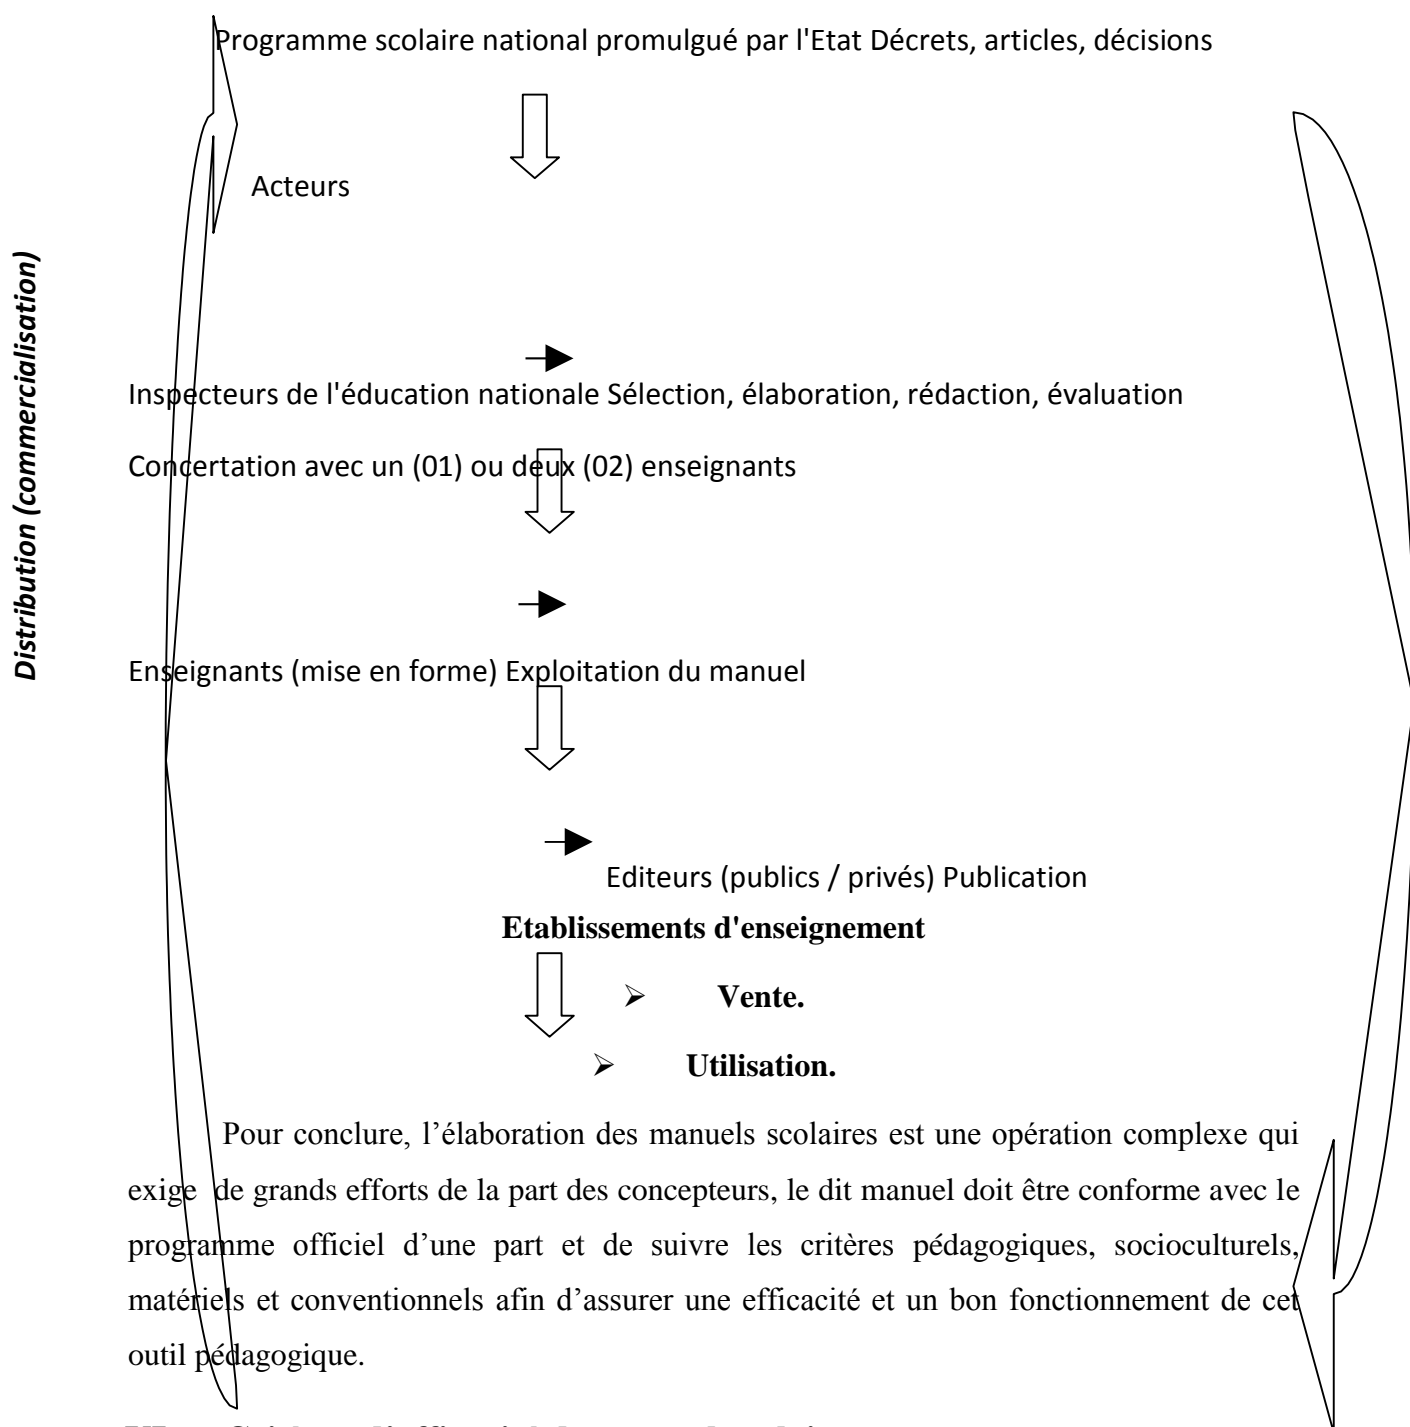 Programme scolaire national promulgué par l'Etat Décrets, articles, décisions
Acteurs
Distribution (commercialisation)
Inspecteurs de l'éducation nationale Sélection, élaboration, rédaction, évaluation
Concertation avec un (01) ou deux (02) enseignants
Enseignants (mise en forme) Exploitation du manuel
Editeurs (publics / privés) Publication
Etablissements d'enseignement
➢ Vente.
➢ Utilisation.
Pour conclure, l’élaboration des manuels scolaires est une opération complexe qui
exige de grands efforts de la part des concepteurs, le dit manuel doit être conforme avec le
programme officiel d’une part et de suivre les critères pédagogiques, socioculturels,
matériels et conventionnels afin d’assurer une efficacité et un bon fonctionnement de cet
outil pédagogique.